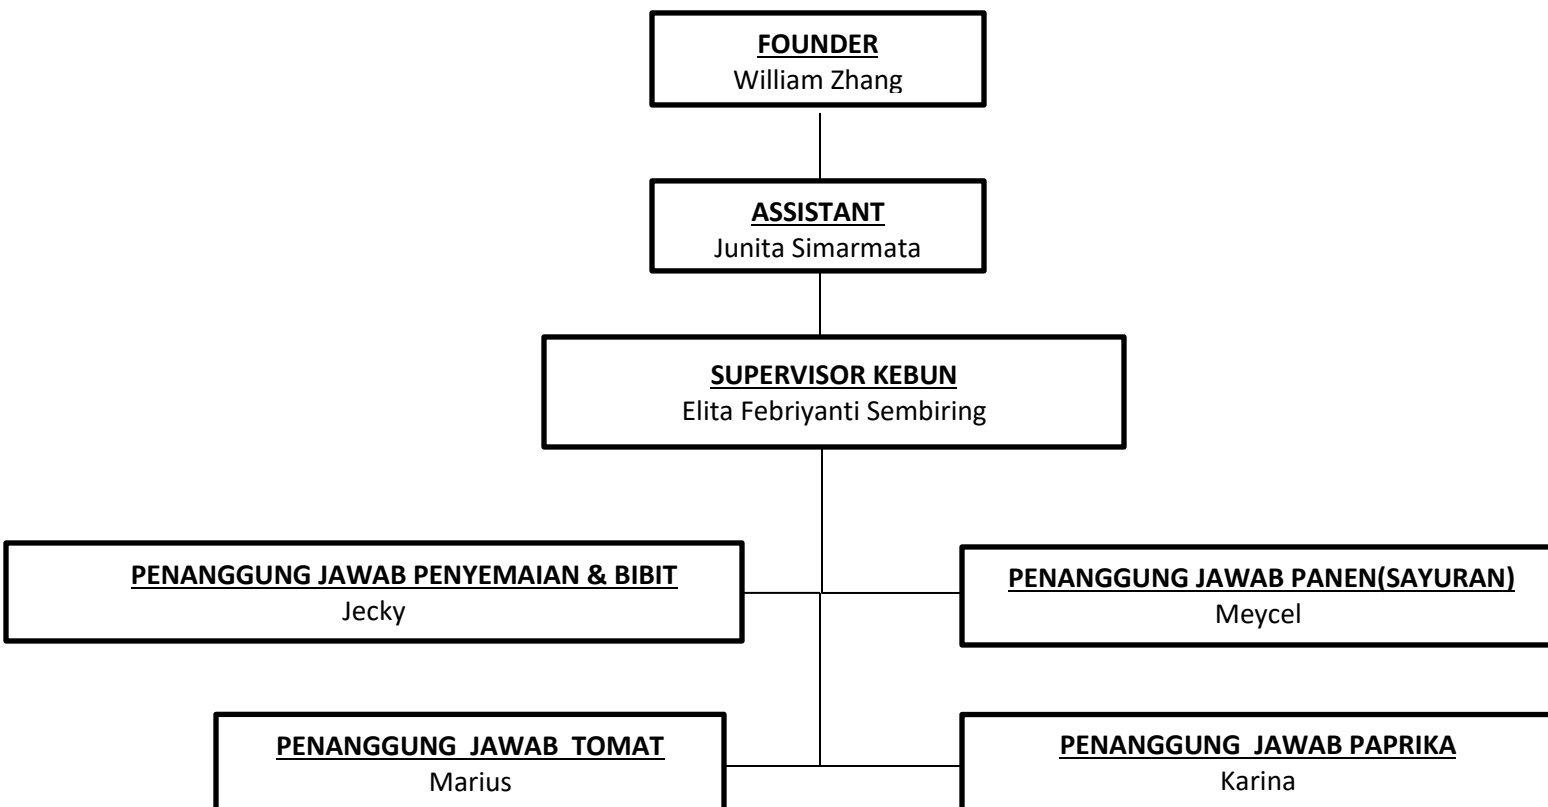 FOUNDER
William Zhang
ASSISTANT
Junita Simarmata
SUPERVISOR KEBUN
Elita Febriyanti Sembiring
PENANGGUNG JAWAB PENYEMAIAN & BIBIT
Jecky
PENANGGUNG JAWAB PANEN(SAYURAN)
Meycel
PENANGGUNG JAWAB TOMAT
Marius
PENANGGUNG JAWAB PAPRIKA
Karina